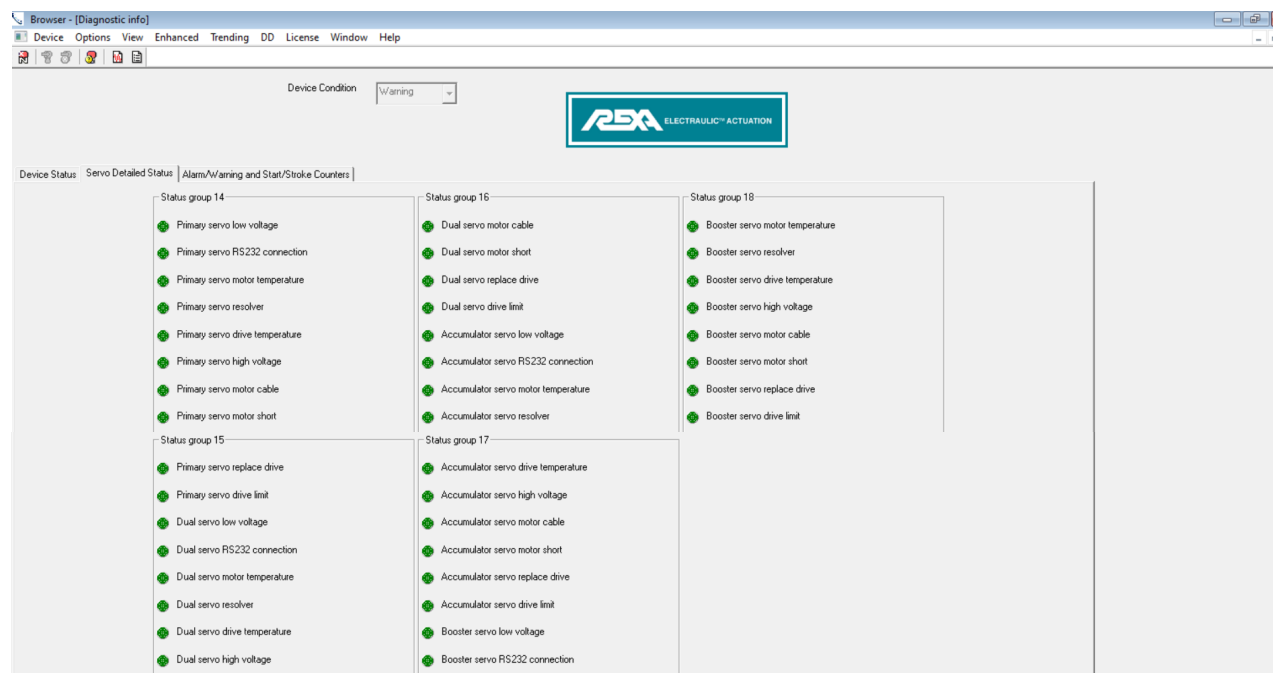 Browser - [Diagnostic info]
Device Options View Enhanced Trending DD License Window Help
Device Condition Warning
REXA ELECTRAULIC™ ACTUATION
Device Status Servo Detailed Status Alarm/Warning and Start/Stroke Counters
Status group 14
Primary servo low voltage
Primary servo RS232 connection
Primary servo motor temperature
Primary servo resolver
Primary servo drive temperature
Primary servo high voltage
Primary servo motor cable
Primary servo motor short
Status group 15
Primary servo replace drive
Primary servo drive limit
Dual servo low voltage
Dual servo RS232 connection
Dual servo motor temperature
Dual servo resolver
Dual servo drive temperature
Dual servo high voltage
Status group 16
Dual servo motor cable
Dual servo motor short
Dual servo replace drive
Dual servo drive limit
Accumulator servo low voltage
Accumulator servo RS232 connection
Accumulator servo motor temperature
Accumulator servo resolver
Status group 17
Accumulator servo drive temperature
Accumulator servo high voltage
Accumulator servo motor cable
Accumulator servo motor short
Accumulator servo replace drive
Accumulator servo drive limit
Booster servo low voltage
Booster servo RS232 connection
Status group 18
Booster servo motor temperature
Booster servo resolver
Booster servo drive temperature
Booster servo high voltage
Booster servo motor cable
Booster servo motor short
Booster servo replace drive
Booster servo drive limit